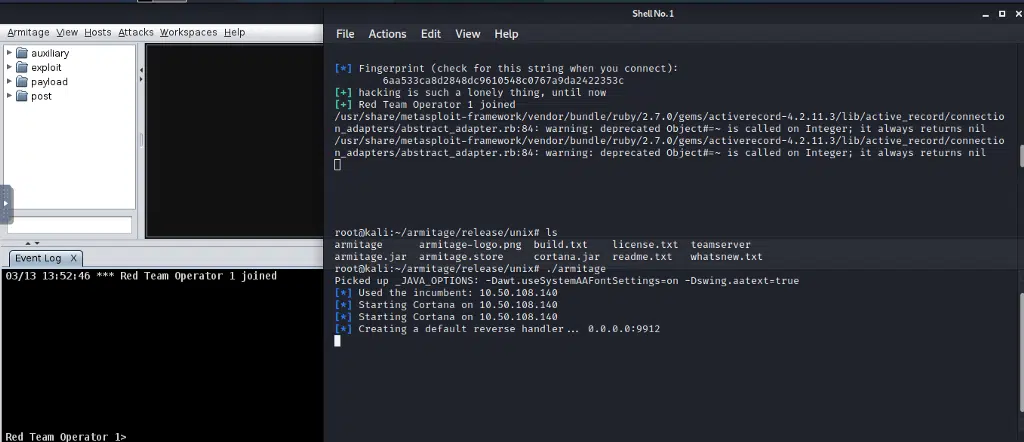 Armitage View Hosts Attacks Workspaces Help
auxiliary
exploit
payload
post
Event Log X
03/13 13:52:46 *** Red Team Operator 1 joined
Red Team Operator 1>
Shell No. 1
File Actions Edit View Help
[*] Fingerprint (check for this string when you connect):
6aa533ca8d2848dc9610548c0767a9da2422353c
[+] hacking is such a lonely thing, until now
[+] Red Team Operator 1 joined
/usr/share/metasploit-framework/vendor/bundle/ruby/2.7.0/gems/activerecord-4.2.11.3/lib/active_record/connectio
n_adapters/abstract_adapter.rb:84: warning: deprecated Object#=~ is called on Integer; it always returns nil
/usr/share/metasploit-framework/vendor/bundle/ruby/2.7.0/gems/activerecord-4.2.11.3/lib/active_record/connectio
n_adapters/abstract_adapter.rb:84: warning: deprecated Object#=~ is called on Integer; it always returns nil
root@kali:~/armitage/release/unix# ls
armitage armitage-logo.png build.txt license.txt teamserver
armitage.jar armitage.store cortana.jar readme.txt whatsnew.txt
root@kali:~/armitage/release/unix# ./armitage
Picked up _JAVA_OPTIONS: -Dawt.useSystemAAFontSettings=on -Dswing.aatext=true
[*] Used the incumbent: 10.50.108.140
[*] Starting Cortana on 10.50.108.140
[*] Starting Cortana on 10.50.108.140
[*] Creating a default reverse handler... 0.0.0.0:9912